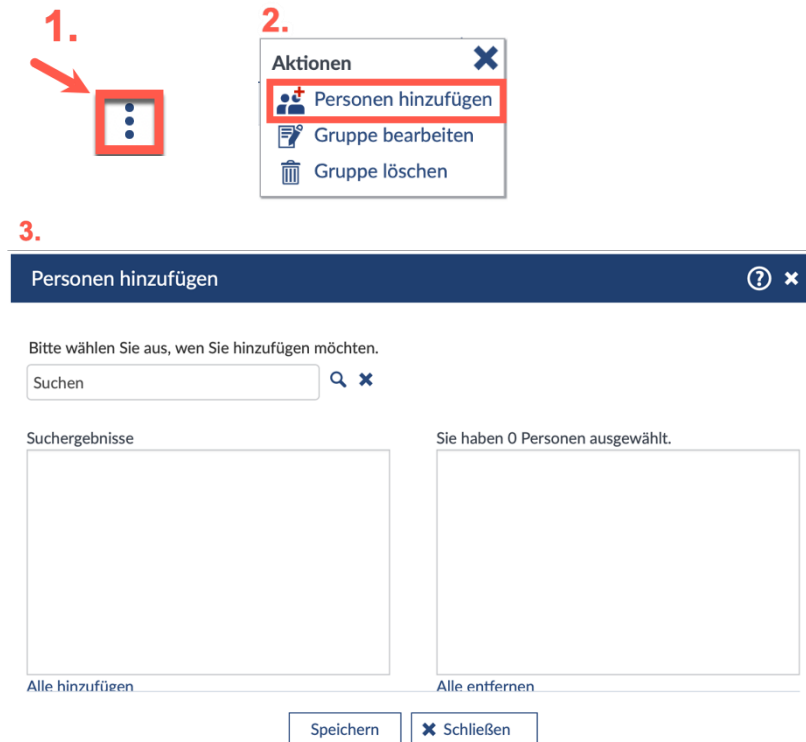 1.
2.
Aktionen
Personen hinzufügen
Gruppe bearbeiten
Gruppe löschen
3.
Personen hinzufügen
Bitte wählen Sie aus, wen Sie hinzufügen möchten.
Suchen
Suchergebnisse
Sie haben 0 Personen ausgewählt.
Alle hinzufügen
Alle entfernen
Speichern
Schließen